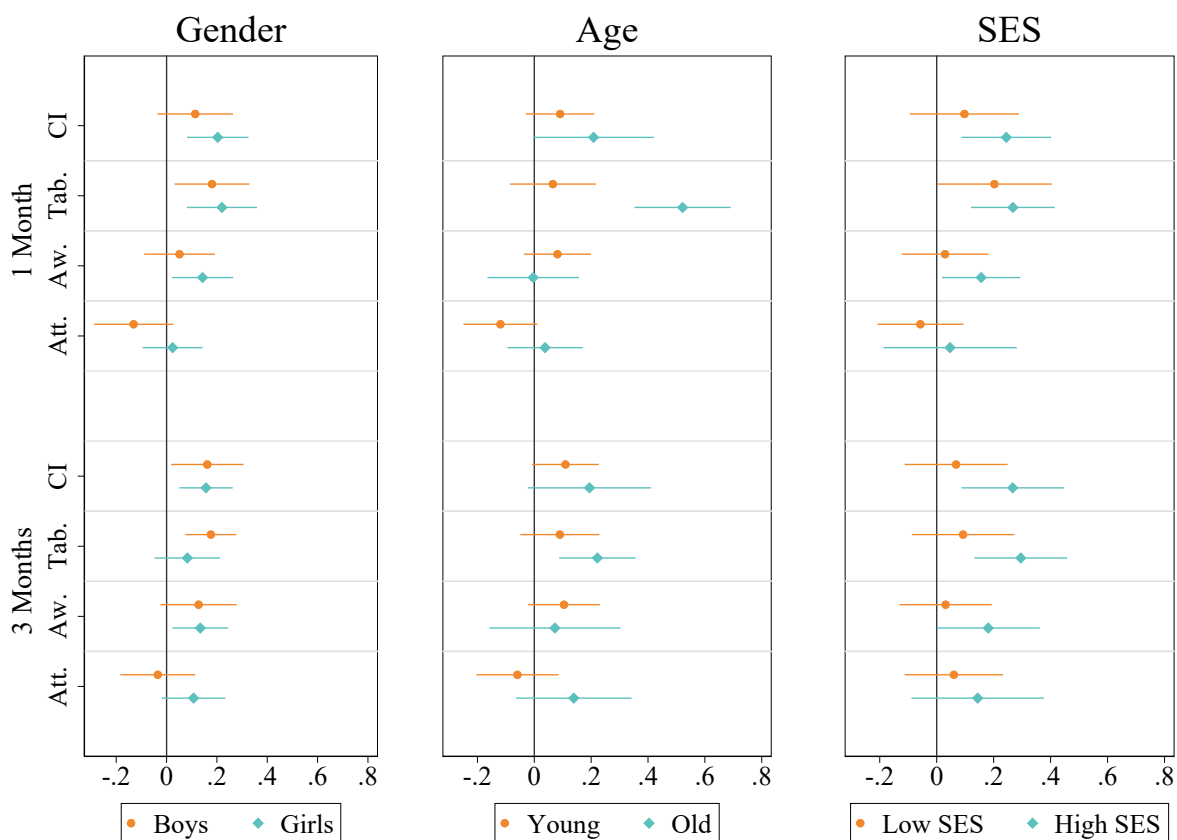 Gender
Age
SES
1 Month
CI
Tab.
Aw.
Att.
3 Months
CI
Tab.
Aw.
Att.
-.2 0 .2 .4 .6 .8
-.2 0 .2 .4 .6 .8
-.2 0 .2 .4 .6 .8
Boys Girls
Young Old
Low SES High SES